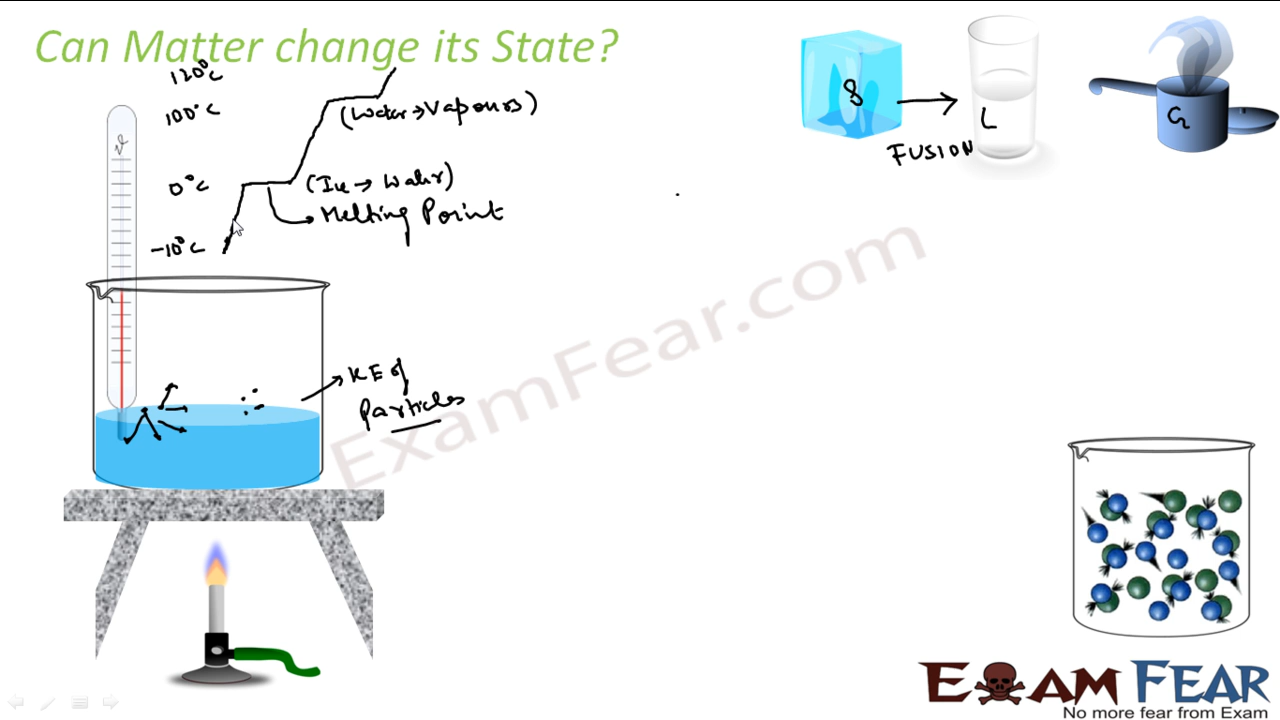 Can Matter change its State?
120°C
100°C
(Water→Vapours)
0°C
(Ice → Water)
Melting Point
-10°C
S
L
G
FUSION
KE of
Particles
ExamFear.com
EXAM FEAR
No more fear from Exam